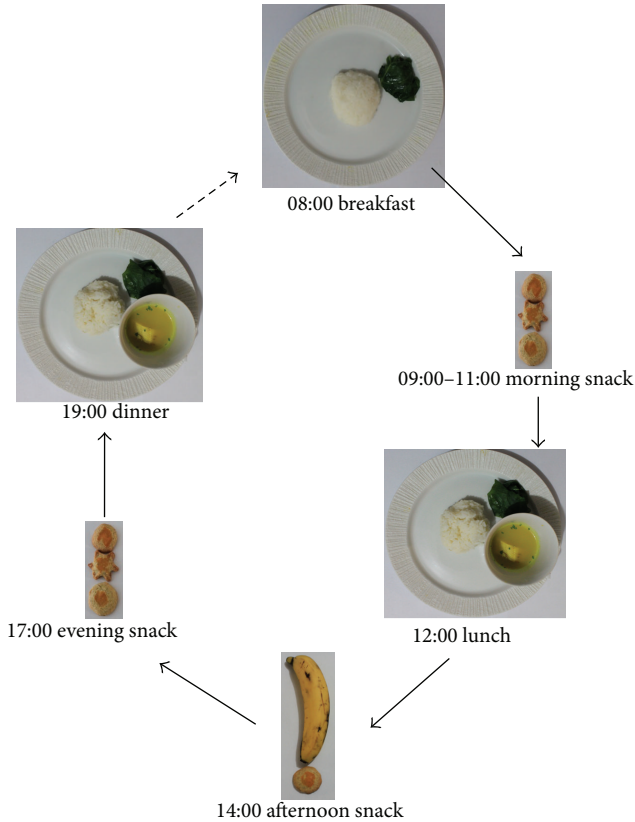 08:00 breakfast
09:00–11:00 morning snack
12:00 lunch
14:00 afternoon snack
17:00 evening snack
19:00 dinner